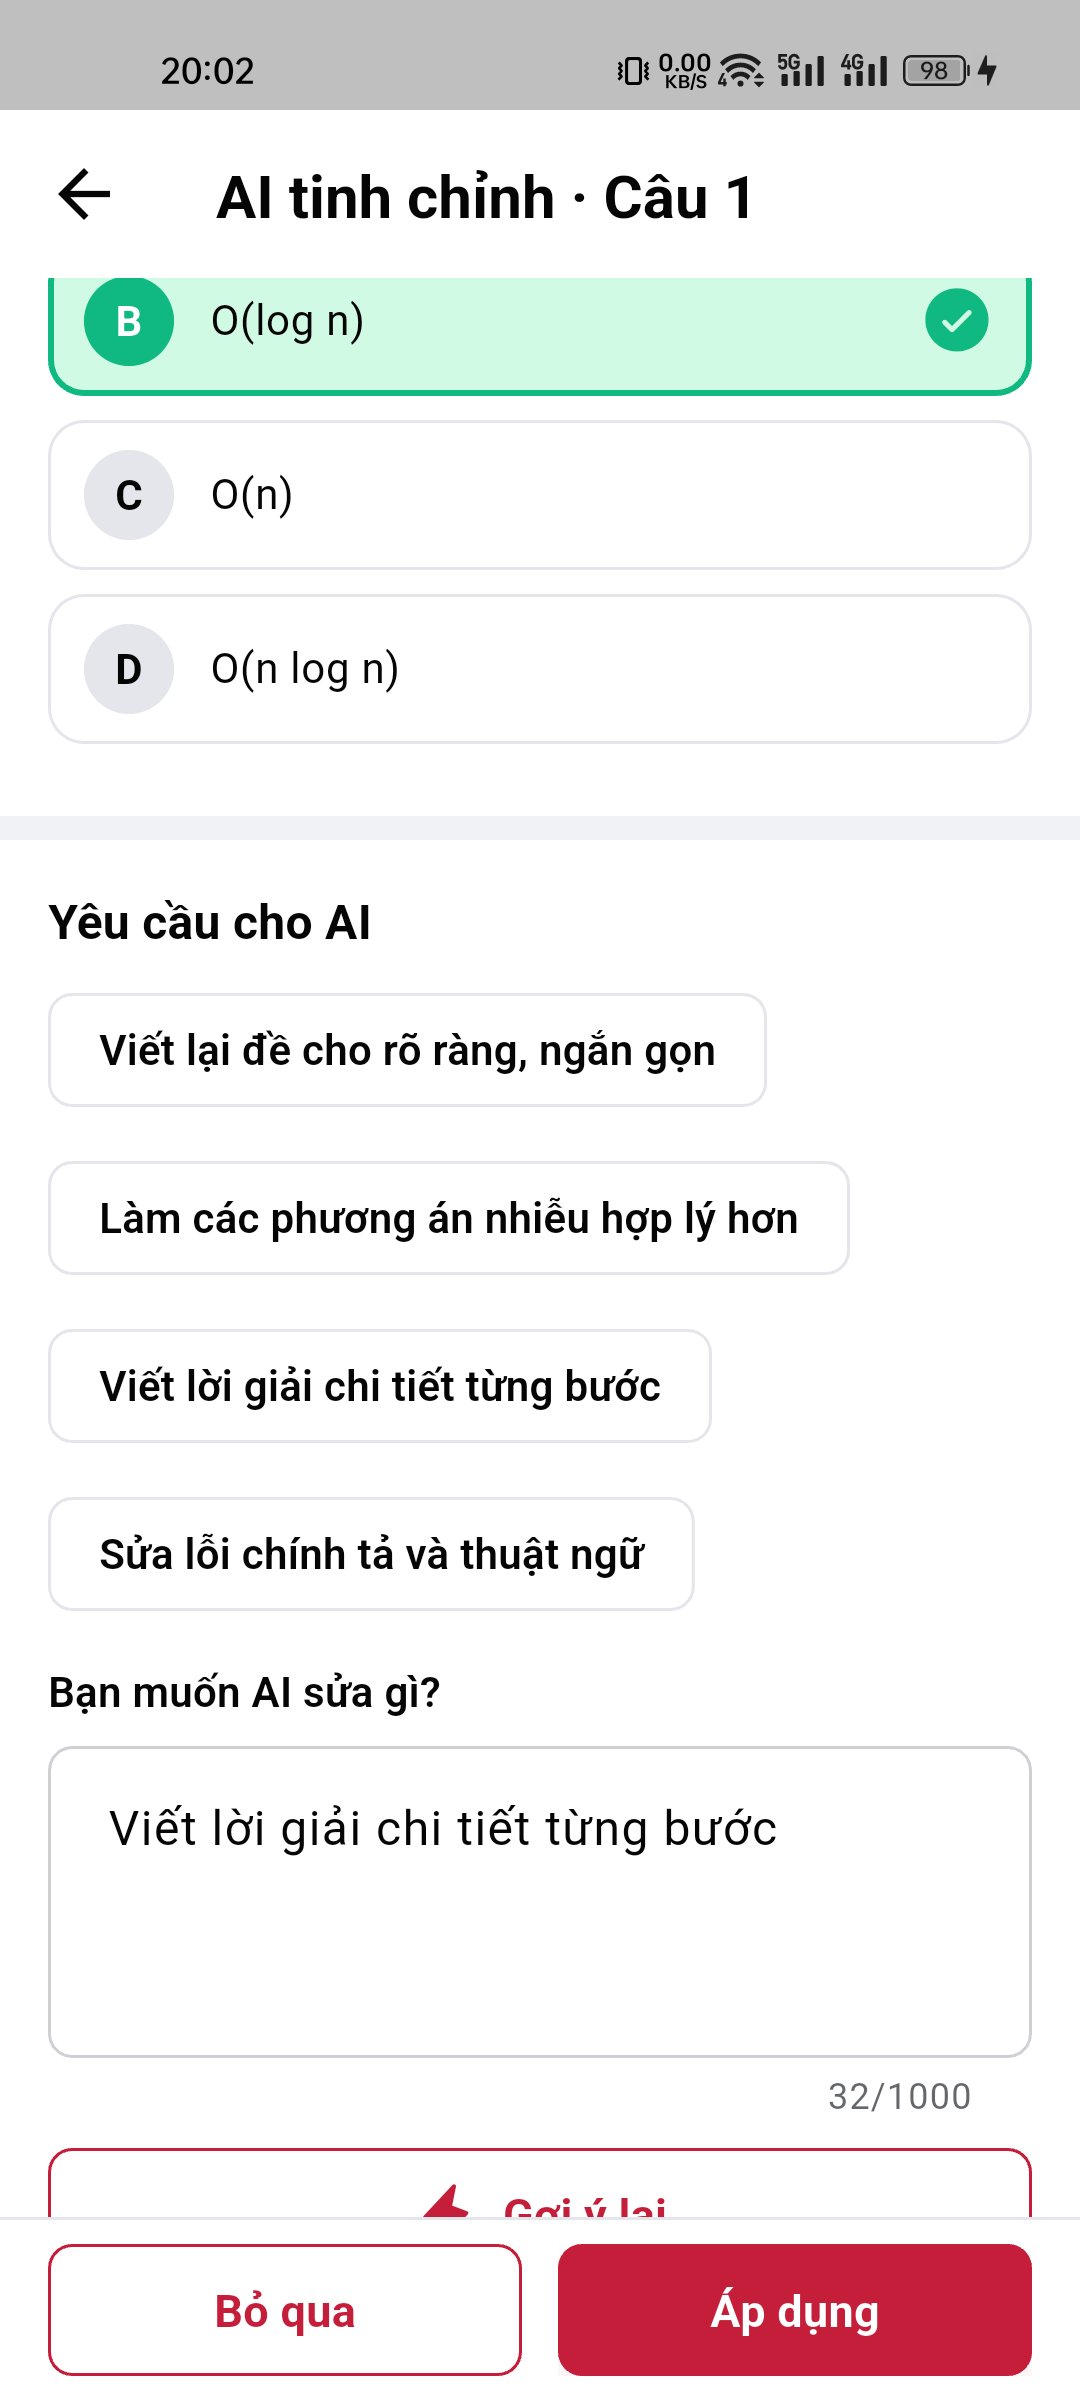 20:02
0.00
KB/S
4
5G
4G
98
AI tinh chỉnh · Câu 1
B
O(log n)
C
O(n)
D
O(n log n)
Yêu cầu cho AI
Viết lại đề cho rõ ràng, ngắn gọn
Làm các phương án nhiễu hợp lý hơn
Viết lời giải chi tiết từng bước
Sửa lỗi chính tả và thuật ngữ
Bạn muốn AI sửa gì?
Viết lời giải chi tiết từng bước
32/1000
Gợi ý lại
Bỏ qua
Áp dụng